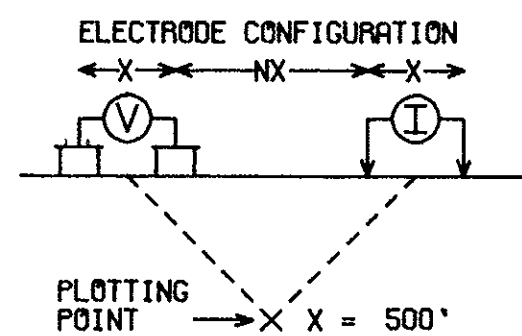 ELECTRODE CONFIGURATION
X NX X
V I
PLOTTING
POINT X X = 500'